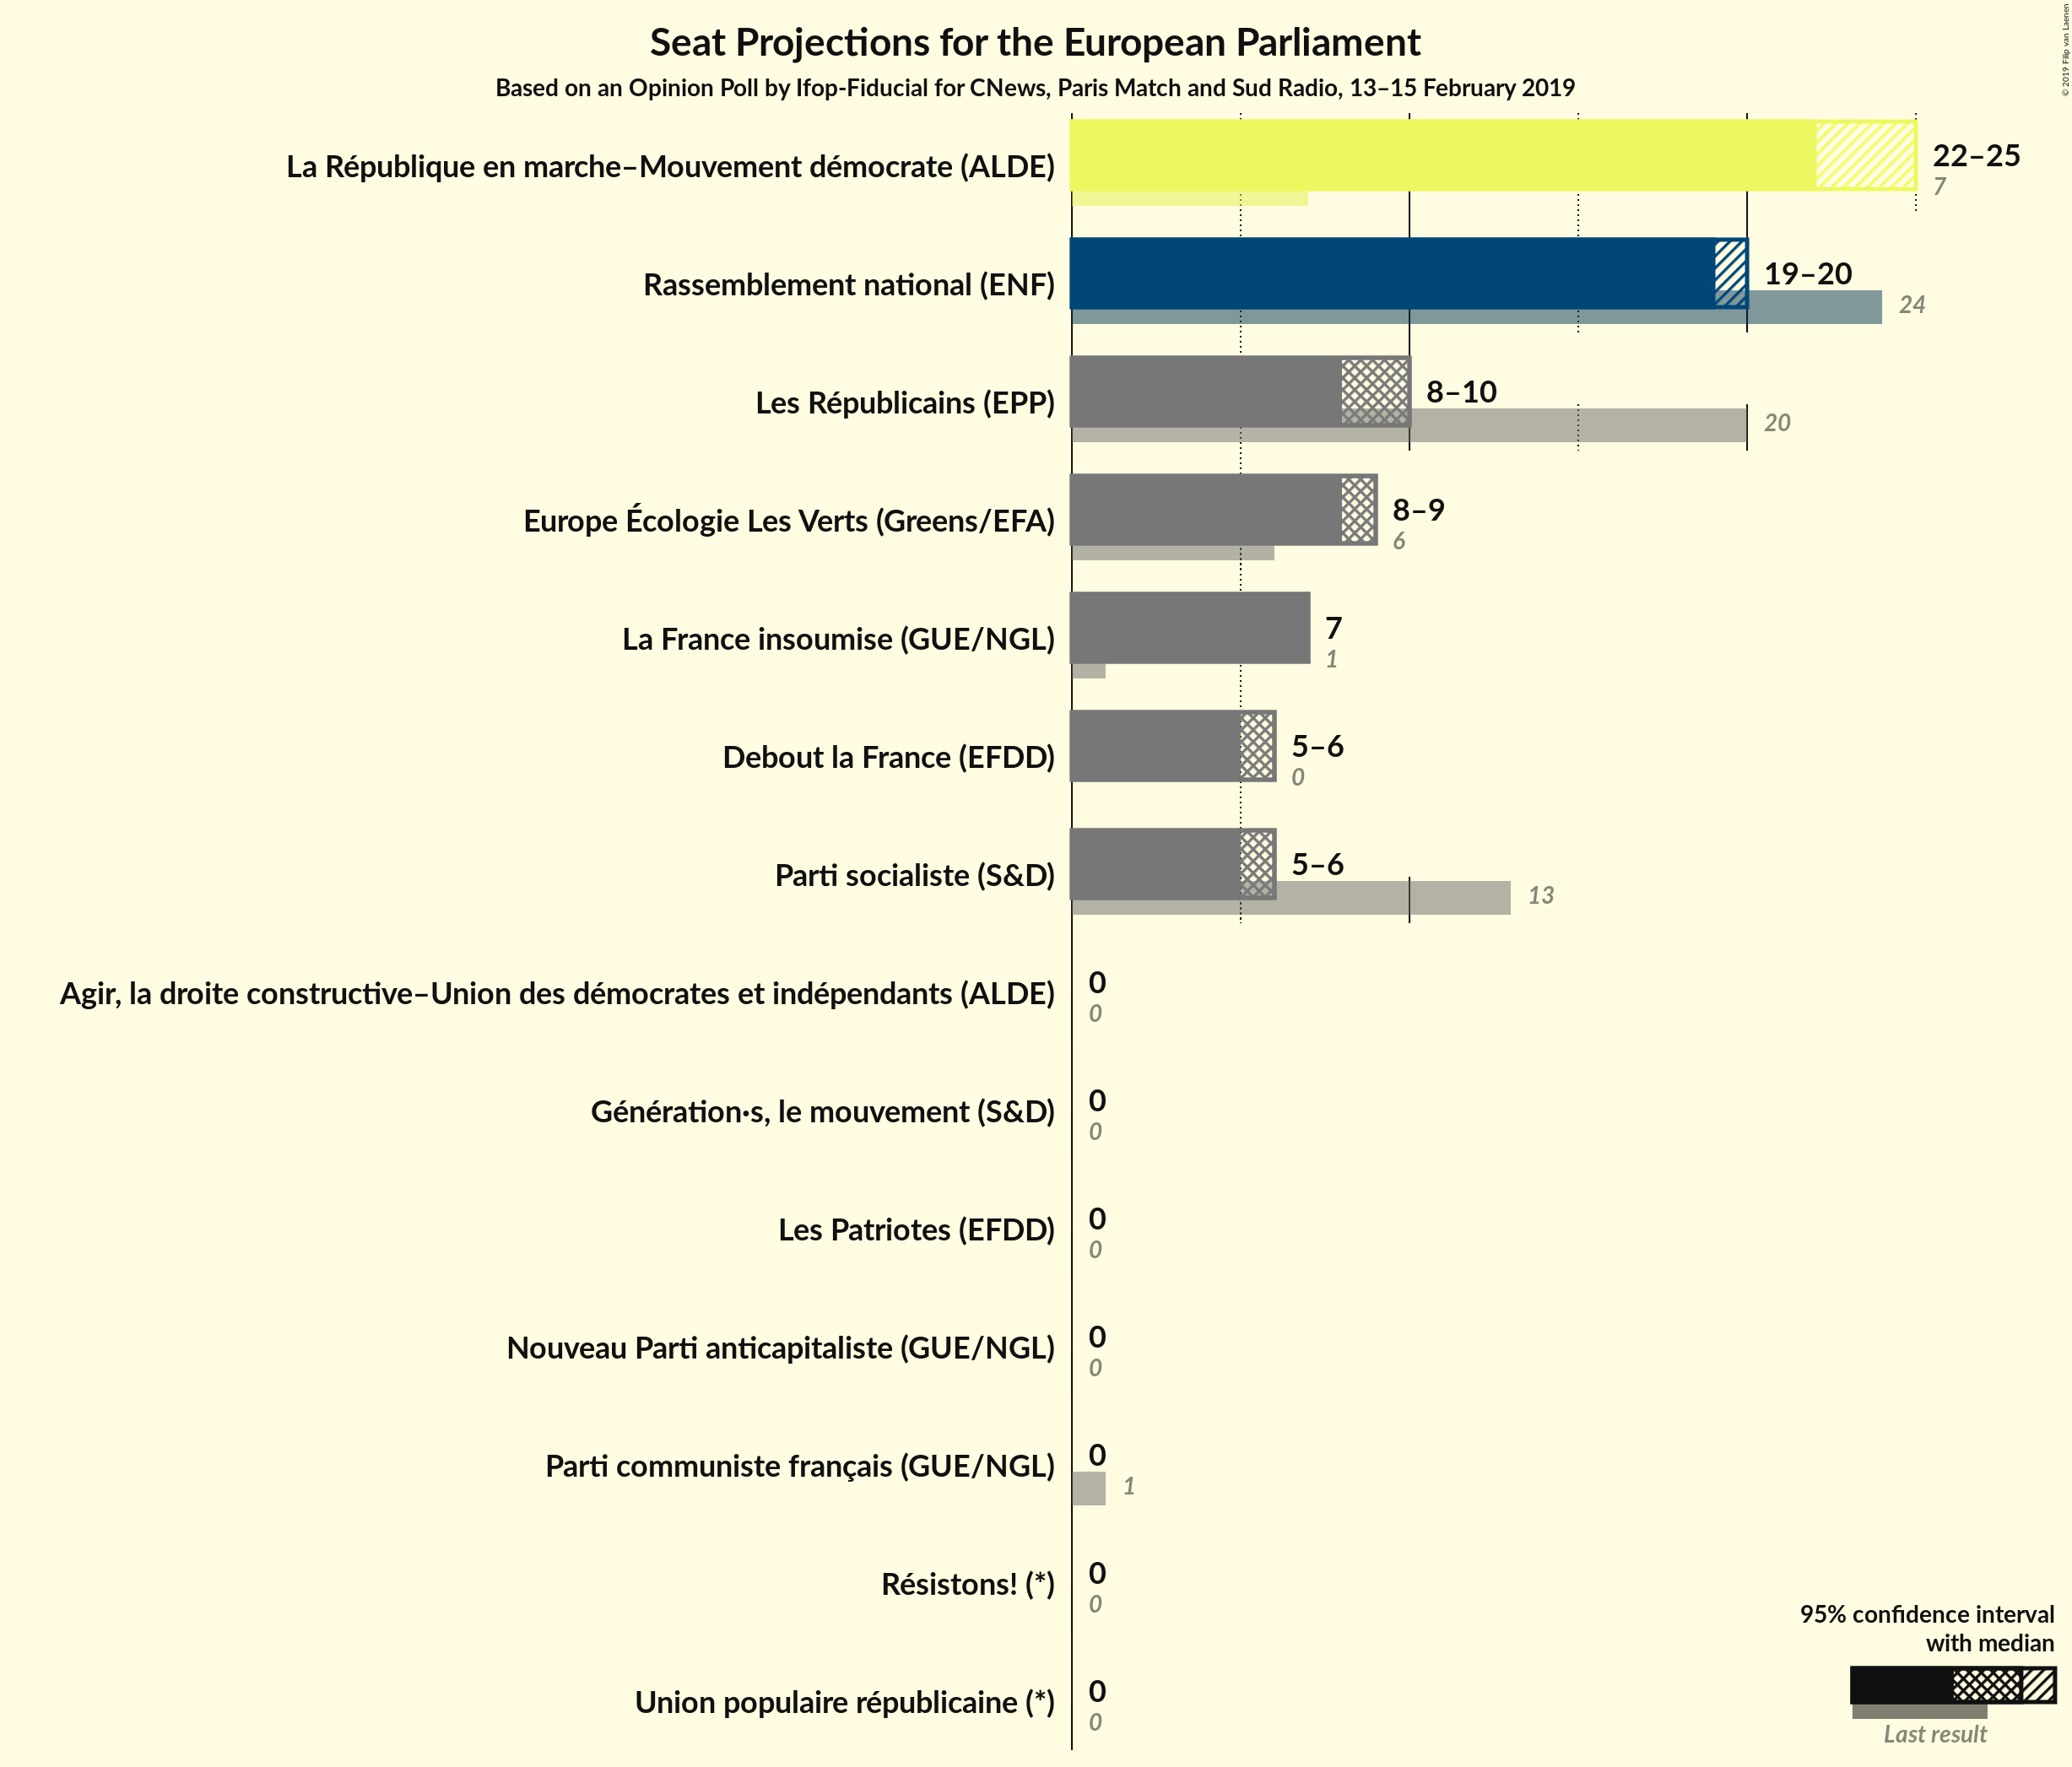 Seat Projections for the European Parliament
Based on an Opinion Poll by Ifop-Fiducial for CNews, Paris Match and Sud Radio, 13–15 February 2019
© 2019 Filip van Laenen
La République en marche–Mouvement démocrate (ALDE)
22–25
7
Rassemblement national (ENF)
19–20
24
Les Républicains (EPP)
8–10
20
Europe Écologie Les Verts (Greens/EFA)
8–9
6
La France insoumise (GUE/NGL)
7
1
Debout la France (EFDD)
5–6
0
Parti socialiste (S&D)
5–6
13
Agir, la droite constructive–Union des démocrates et indépendants (ALDE)
0
0
Génération·s, le mouvement (S&D)
0
0
Les Patriotes (EFDD)
0
0
Nouveau Parti anticapitaliste (GUE/NGL)
0
0
Parti communiste français (GUE/NGL)
0
1
Résistons! (*)
0
0
Union populaire républicaine (*)
0
0
95% confidence interval
with median
Last result